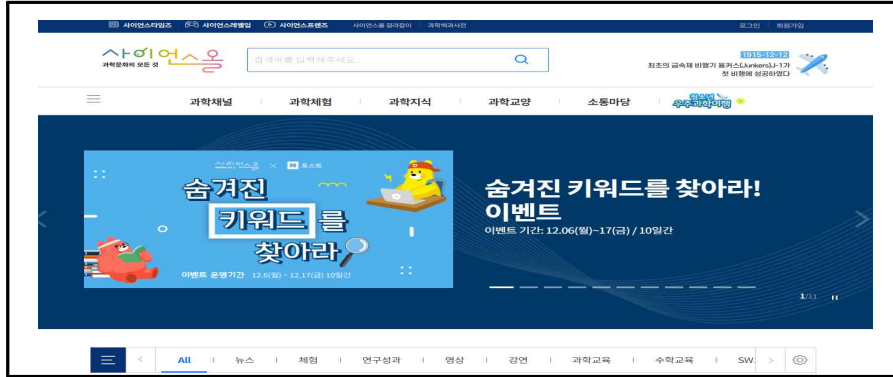 사이언스타임즈 사이언스레벨업 사이언스프렌즈 사이언스올 길라잡이 과학백과사전 로그인 회원가입
사이언스올
과학문화의 모든 것
검색어를 입력해주세요.
1915-12-12
최초의 금속제 비행기 융커스(Junkers)J-1가
첫 비행에 성공하였다
과학채널 과학체험 과학지식 과학교양 소통마당 청소년
우주과학여행
사이언스올 × 포스트
숨겨진
키워드를
찾아라
이벤트 운영기간 12.6(월) ~ 12.17(금) 10일간
숨겨진 키워드를 찾아라!
이벤트
이벤트 기간: 12.06(월)~17(금) / 10일간
1/11
All 뉴스 체험 연구성과 영상 강연 과학교육 수학교육 SW.